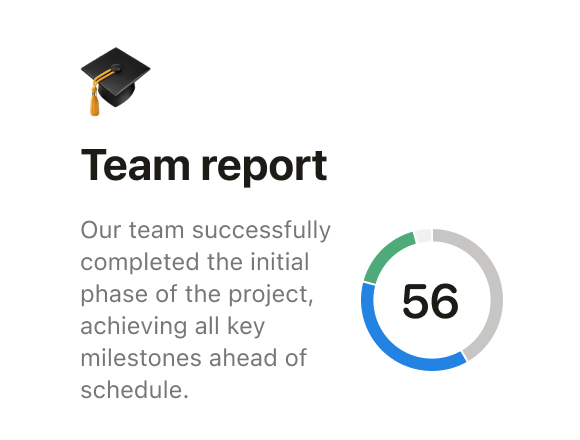 Team report
Our team successfully
completed the initial
phase of the project,
achieving all key
milestones ahead of
schedule.
56